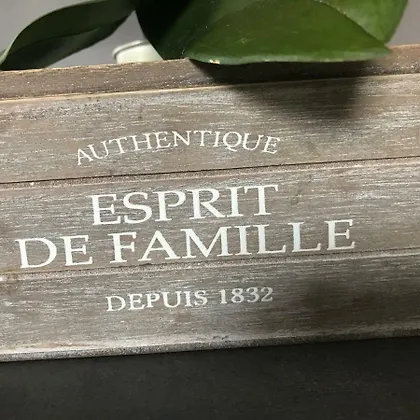 AUTHENTIQUE
ESPRIT
DE FAMILLE
DEPUIS 1832